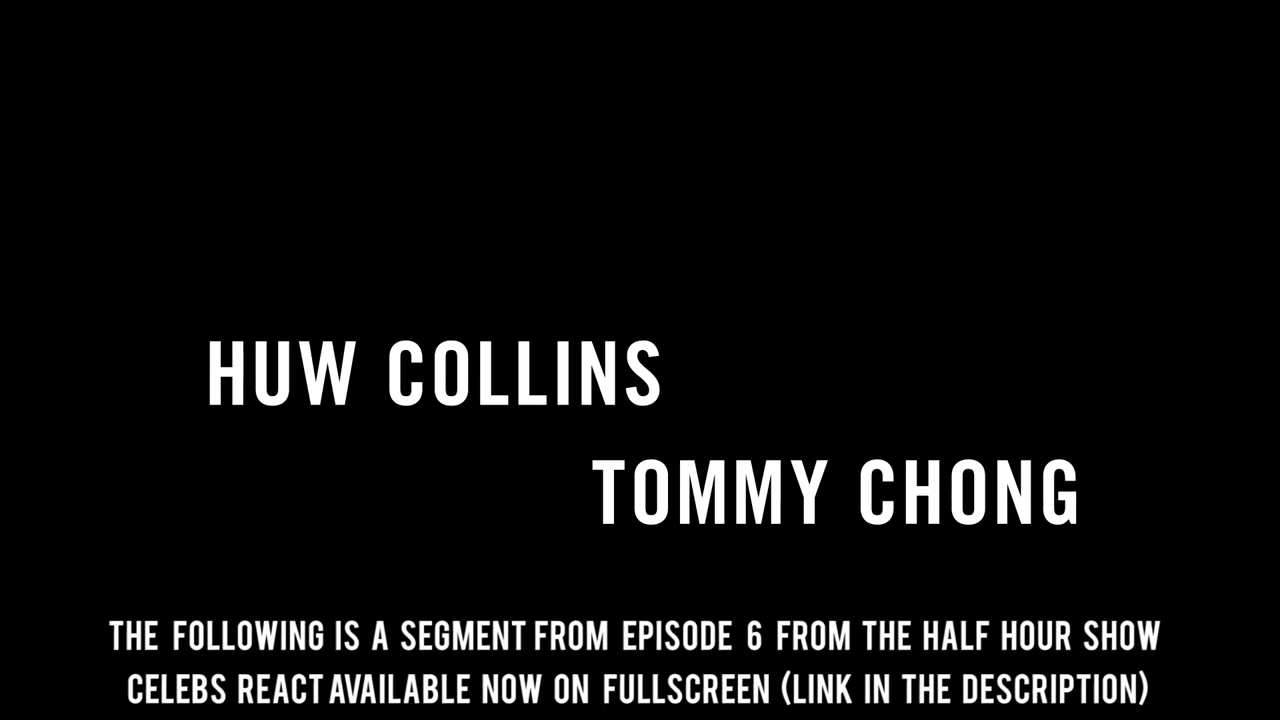 HUW COLLINS
TOMMY CHONG
THE FOLLOWING IS A SEGMENT FROM EPISODE 6 FROM THE HALF HOUR SHOW
CELEBS REACT AVAILABLE NOW ON FULLSCREEN (LINK IN THE DESCRIPTION)